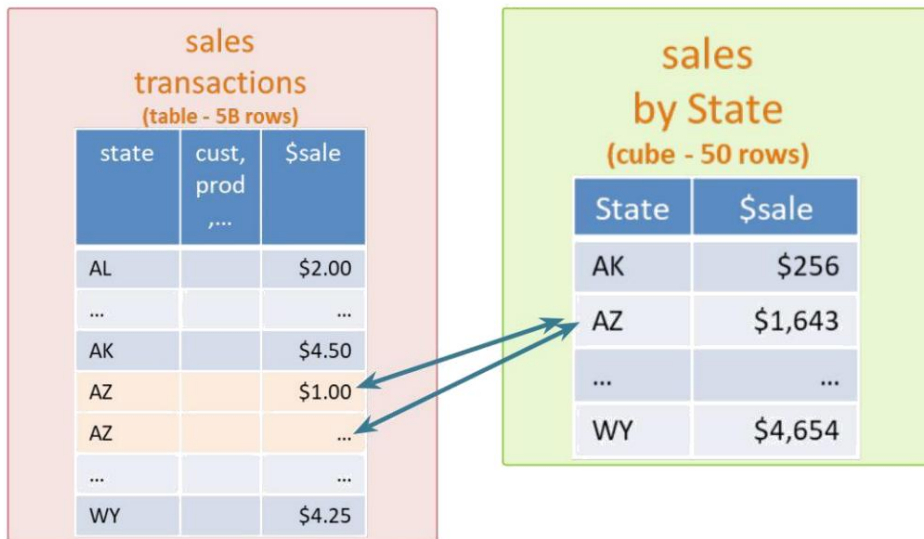 sales
transactions
(table - 5B rows)
state cust, $sale
prod
,...
AL $2.00
... ...
AK $4.50
AZ $1.00
AZ ...
... ...
WY $4.25
sales
by State
(cube - 50 rows)
State $sale
AK $256
AZ $1,643
... ...
WY $4,654